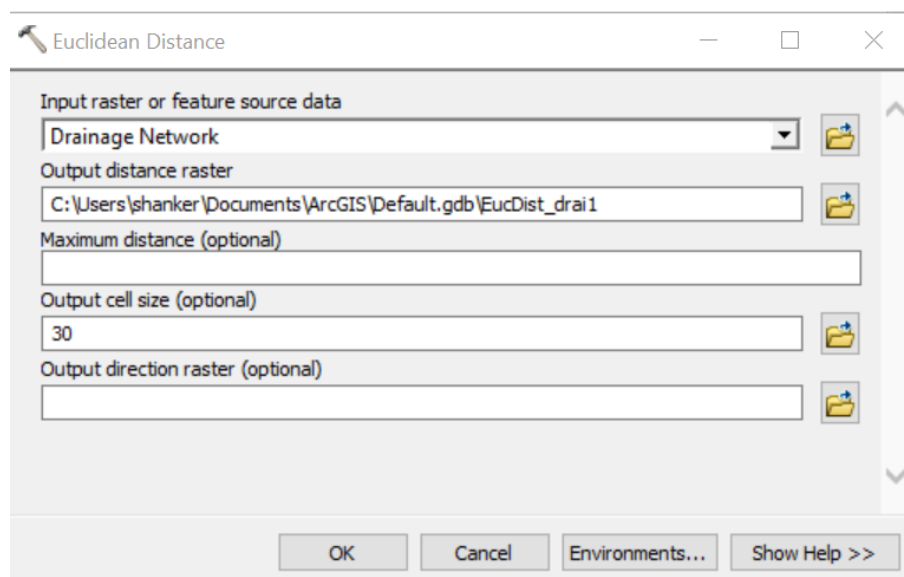 Euclidean Distance
Input raster or feature source data
Drainage Network
Output distance raster
C:\Users\shanker\Documents\ArcGIS\Default.gdb\EucDist_drai1
Maximum distance (optional)
Output cell size (optional)
30
Output direction raster (optional)
OK Cancel Environments... Show Help >>